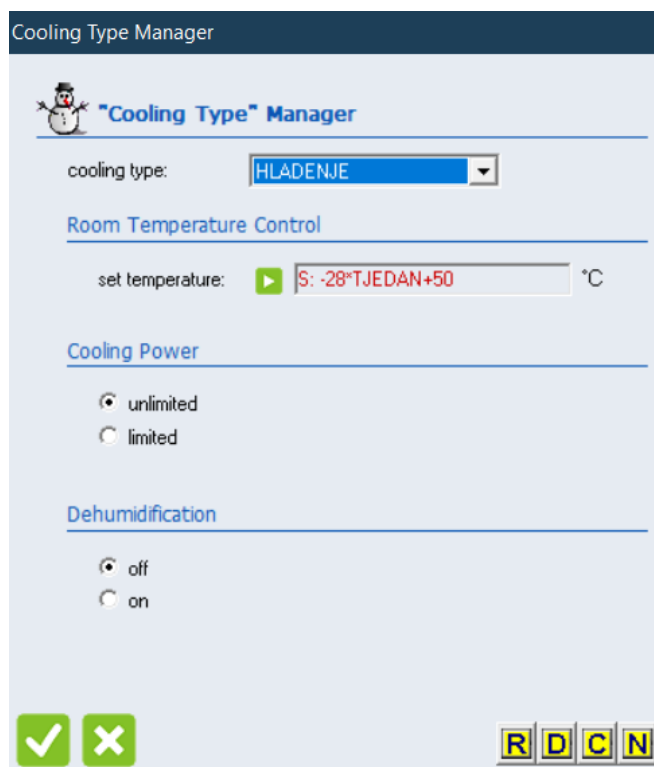 Cooling Type Manager
"Cooling Type" Manager
cooling type: HLADENJE
Room Temperature Control
set temperature: S: -28*TJEDAN+50 °C
Cooling Power
unlimited
limited
Dehumidification
off
on
R D C N